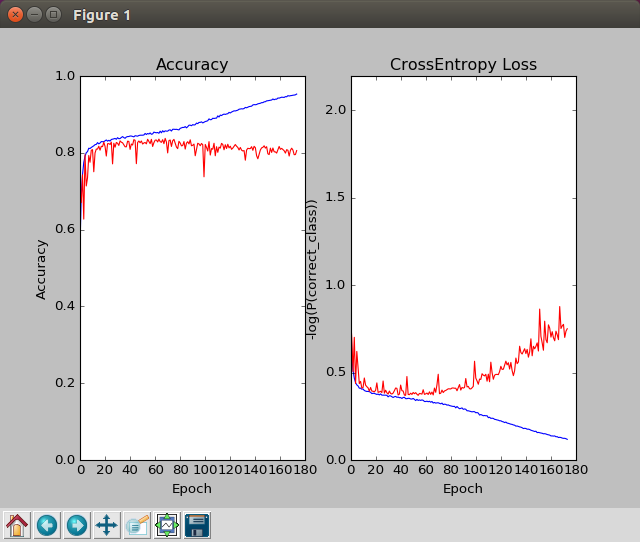 Figure 1
Accuracy
CrossEntropy Loss
1.0
0.8
0.6
0.4
0.2
0.0
Accuracy
0 20 40 60 80 100 120 140 160 180
Epoch
2.0
1.5
1.0
0.5
0.0
-log(P(correct_class))
0 20 40 60 80 100 120 140 160 180
Epoch